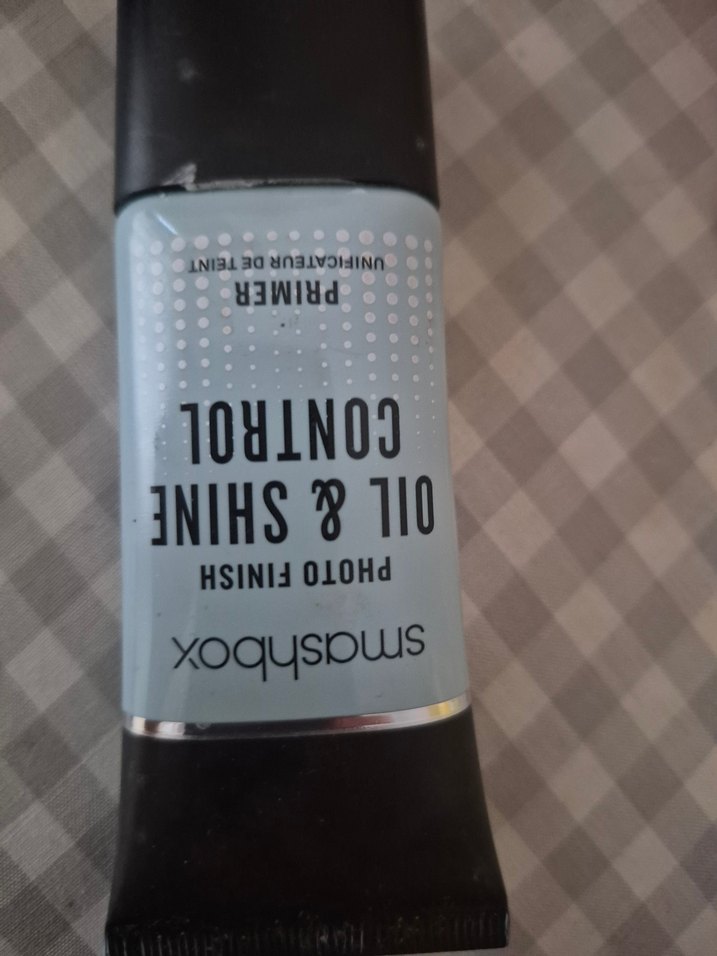 smashbox
PHOTO FINISH
OIL & SHINE
CONTROL
PRIMER
UNIFICATEUR DE TEINT